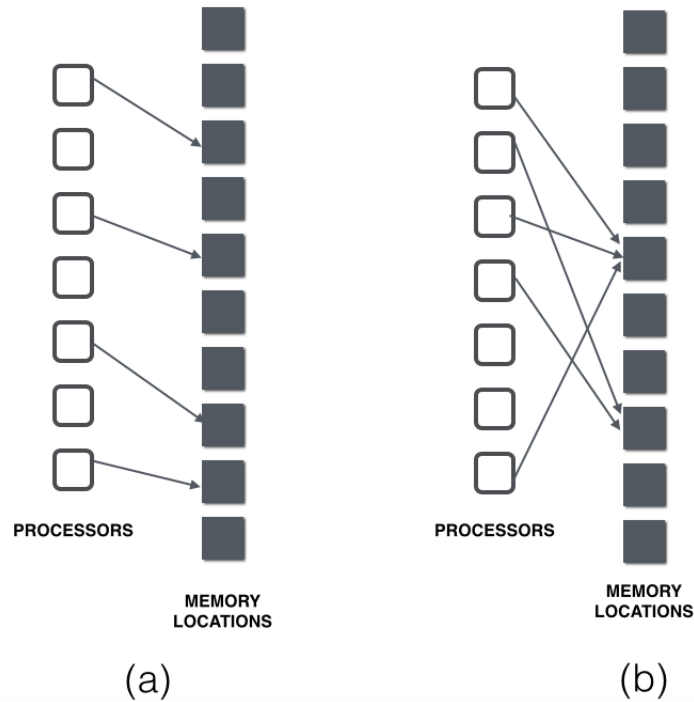 PROCESSORS
MEMORY
LOCATIONS
(a)
PROCESSORS
MEMORY
LOCATIONS
(b)